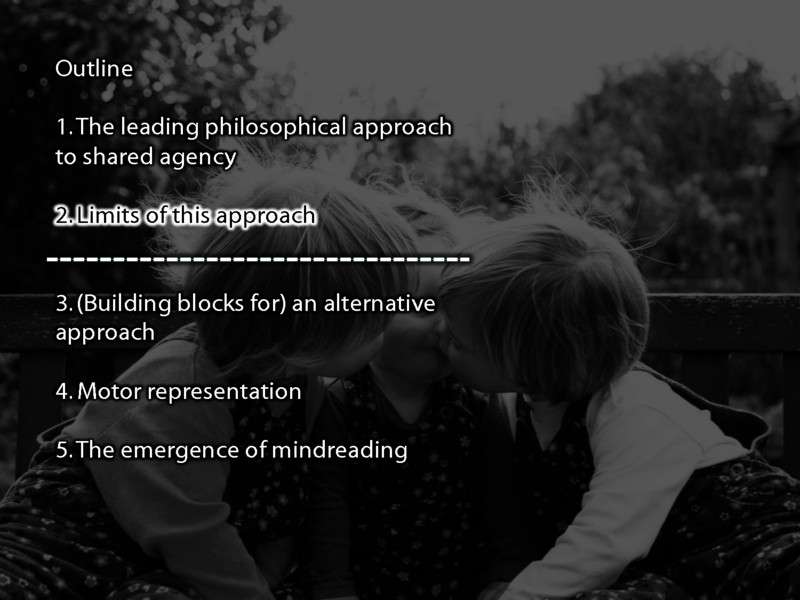 Outline
1. The leading philosophical approach
to shared agency
2. Limits of this approach
3. (Building blocks for) an alternative
approach
4. Motor representation
5. The emergence of mindreading